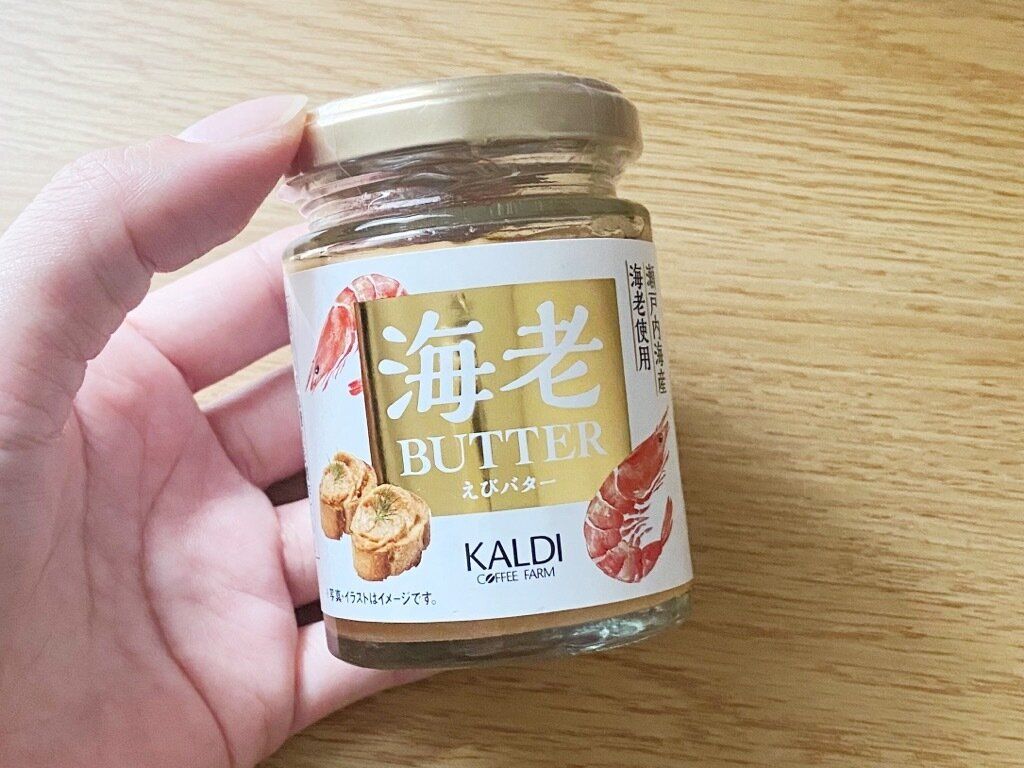 瀬戸内海産
海老使用
海老
BUTTER
えびバター
KALDI
COFFEE FARM
写真・イラストはイメージです。